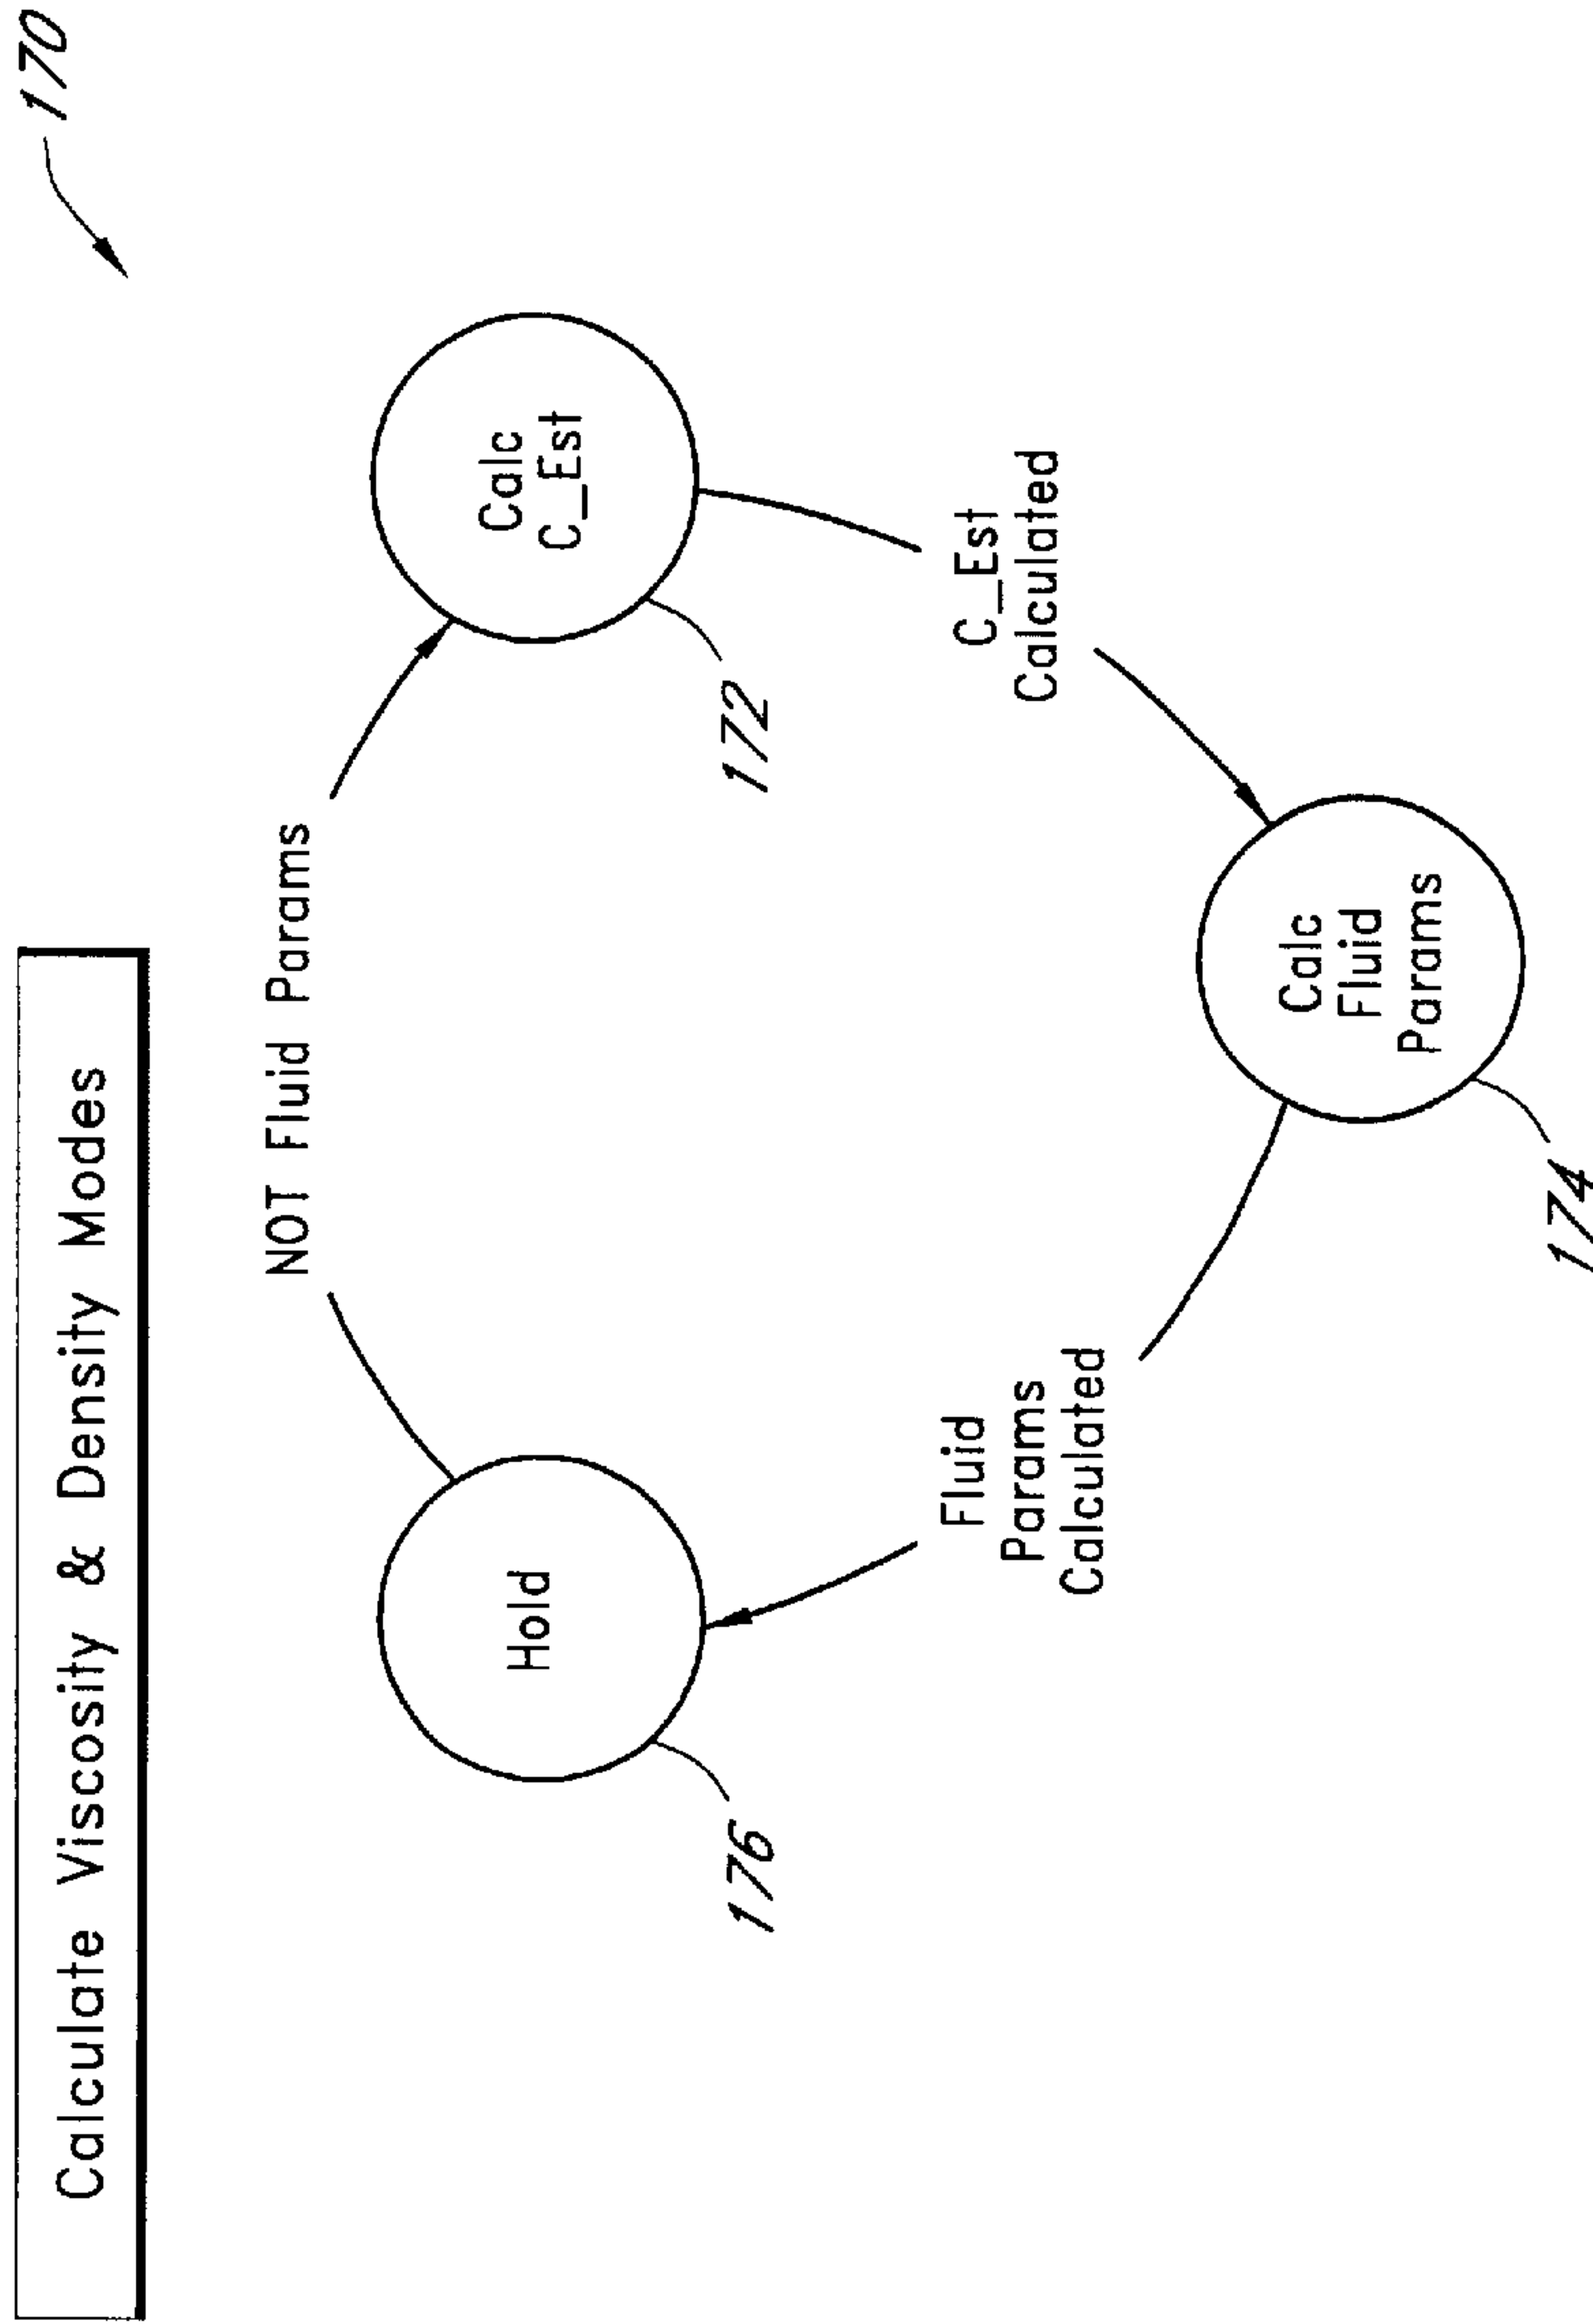 Calculate Viscosity & Density Modes
170
NOT Fluid Params
Hold
Calc
C_Est
176
172
Fluid
Params
Calculated
C_Est
Calculated
Calc
Fluid
Params
174